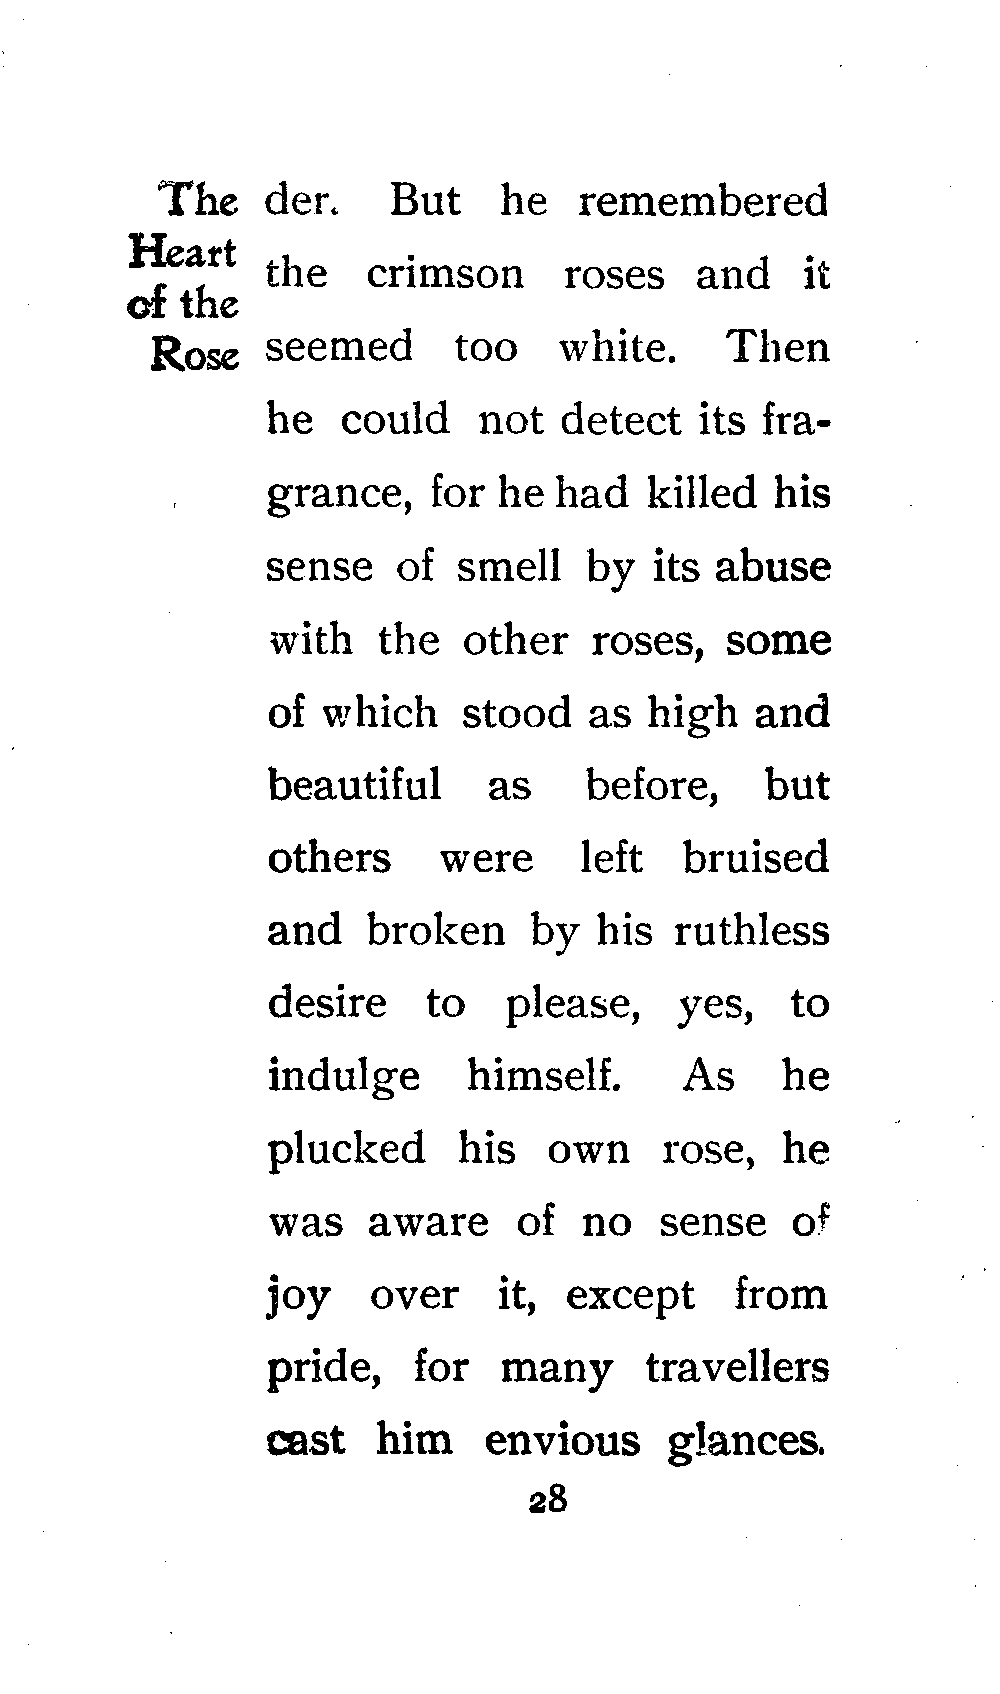 The
Heart
of the
Rose
der. But he remembered
the crimson roses and it
seemed too white. Then
he could not detect its fra-
grance, for he had killed his
sense of smell by its abuse
with the other roses, some
of which stood as high and
beautiful as before, but
others were left bruised
and broken by his ruthless
desire to please, yes, to
indulge himself. As he
plucked his own rose, he
was aware of no sense of
joy over it, except from
pride, for many travellers
cast him envious glances.
28